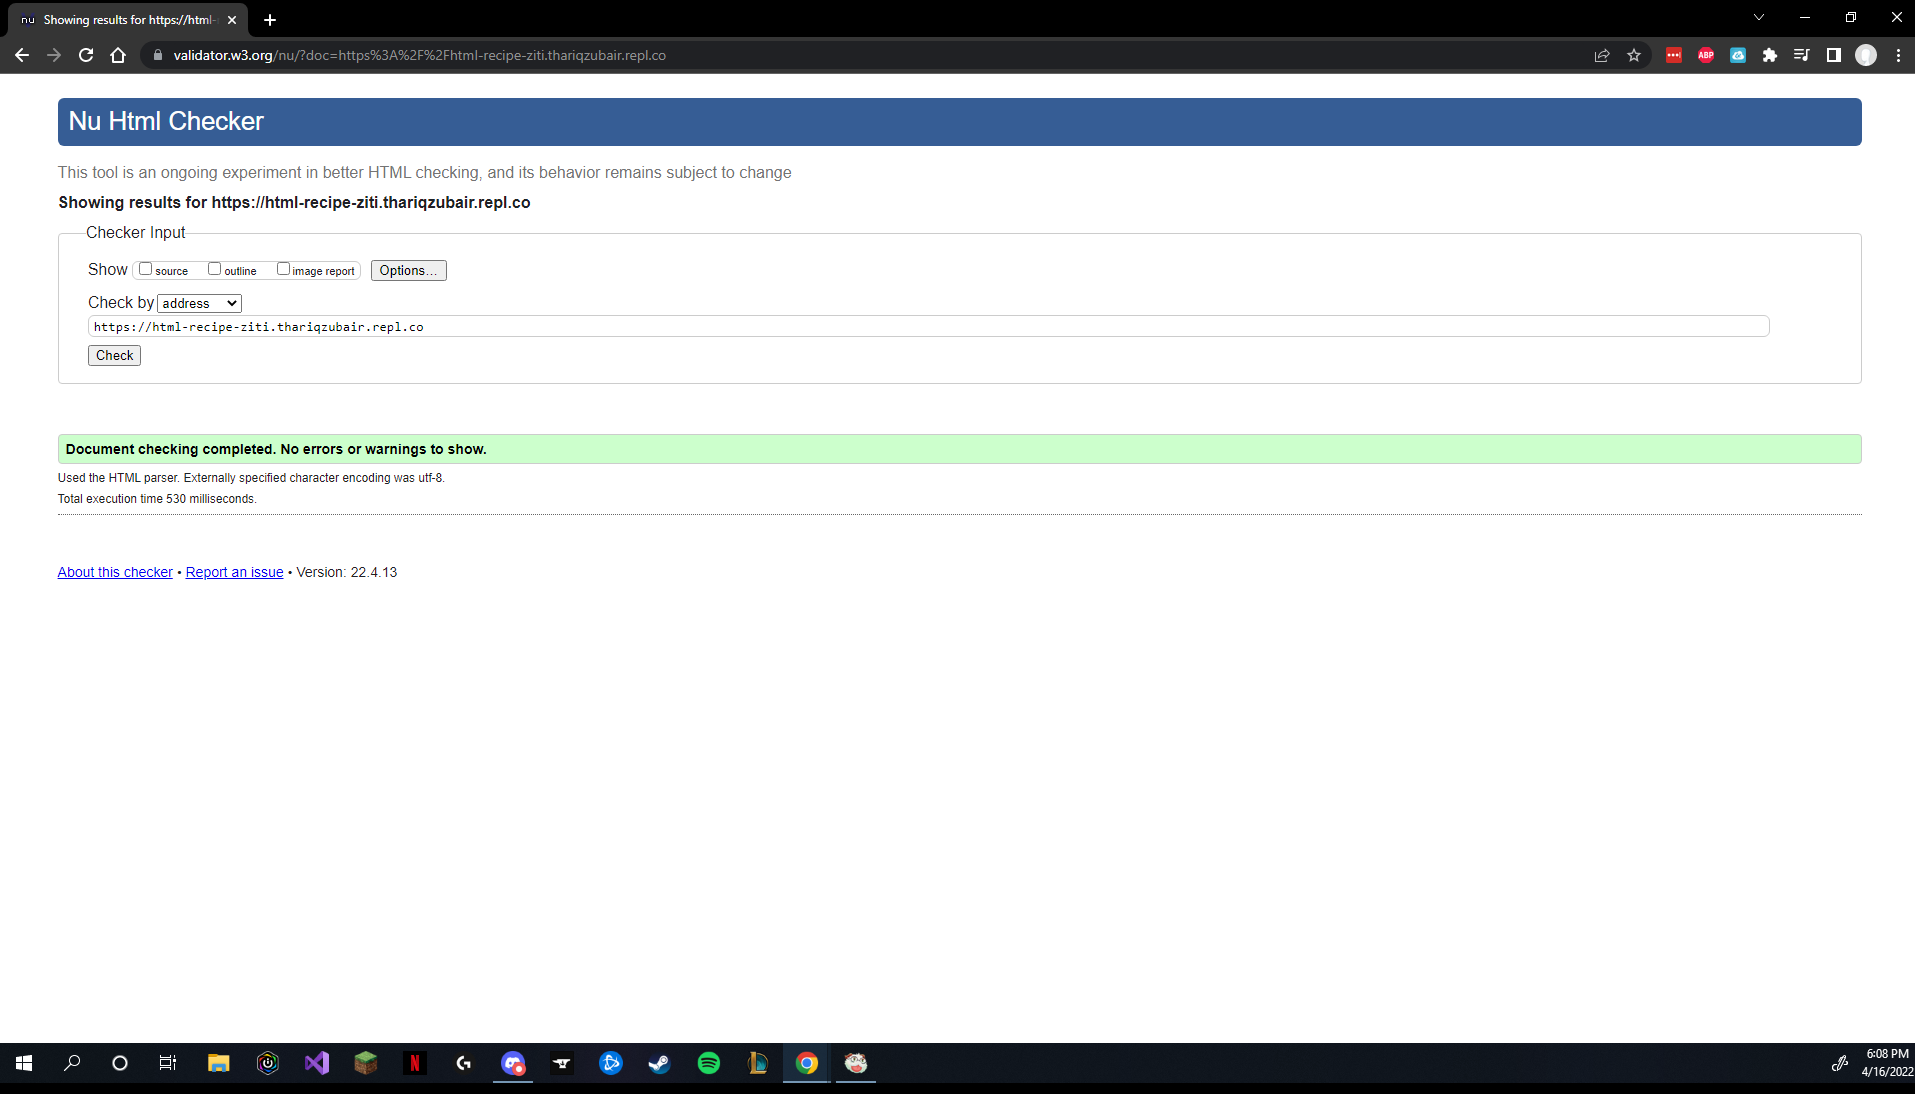 nu Showing results for https://html-
validator.w3.org/nu/?doc=https%3A%2F%2Fhtml-recipe-ziti.thariqzubair.repl.co
ABP
Nu Html Checker
This tool is an ongoing experiment in better HTML checking, and its behavior remains subject to change
Showing results for https://html-recipe-ziti.thariqzubair.repl.co
Checker Input
Show source outline image report Options...
Check by address
https://html-recipe-ziti.thariqzubair.repl.co
Check
Document checking completed. No errors or warnings to show.
Used the HTML parser. Externally specified character encoding was utf-8.
Total execution time 530 milliseconds.
About this checker • Report an issue • Version: 22.4.13
6:08 PM
4/16/2022